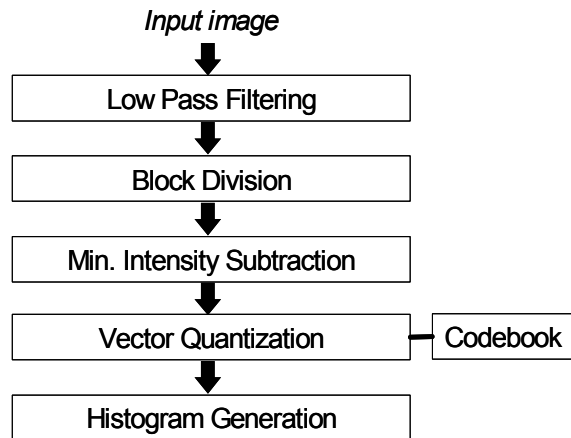 Input image
Low Pass Filtering
Block Division
Min. Intensity Subtraction
Vector Quantization
Codebook
Histogram Generation